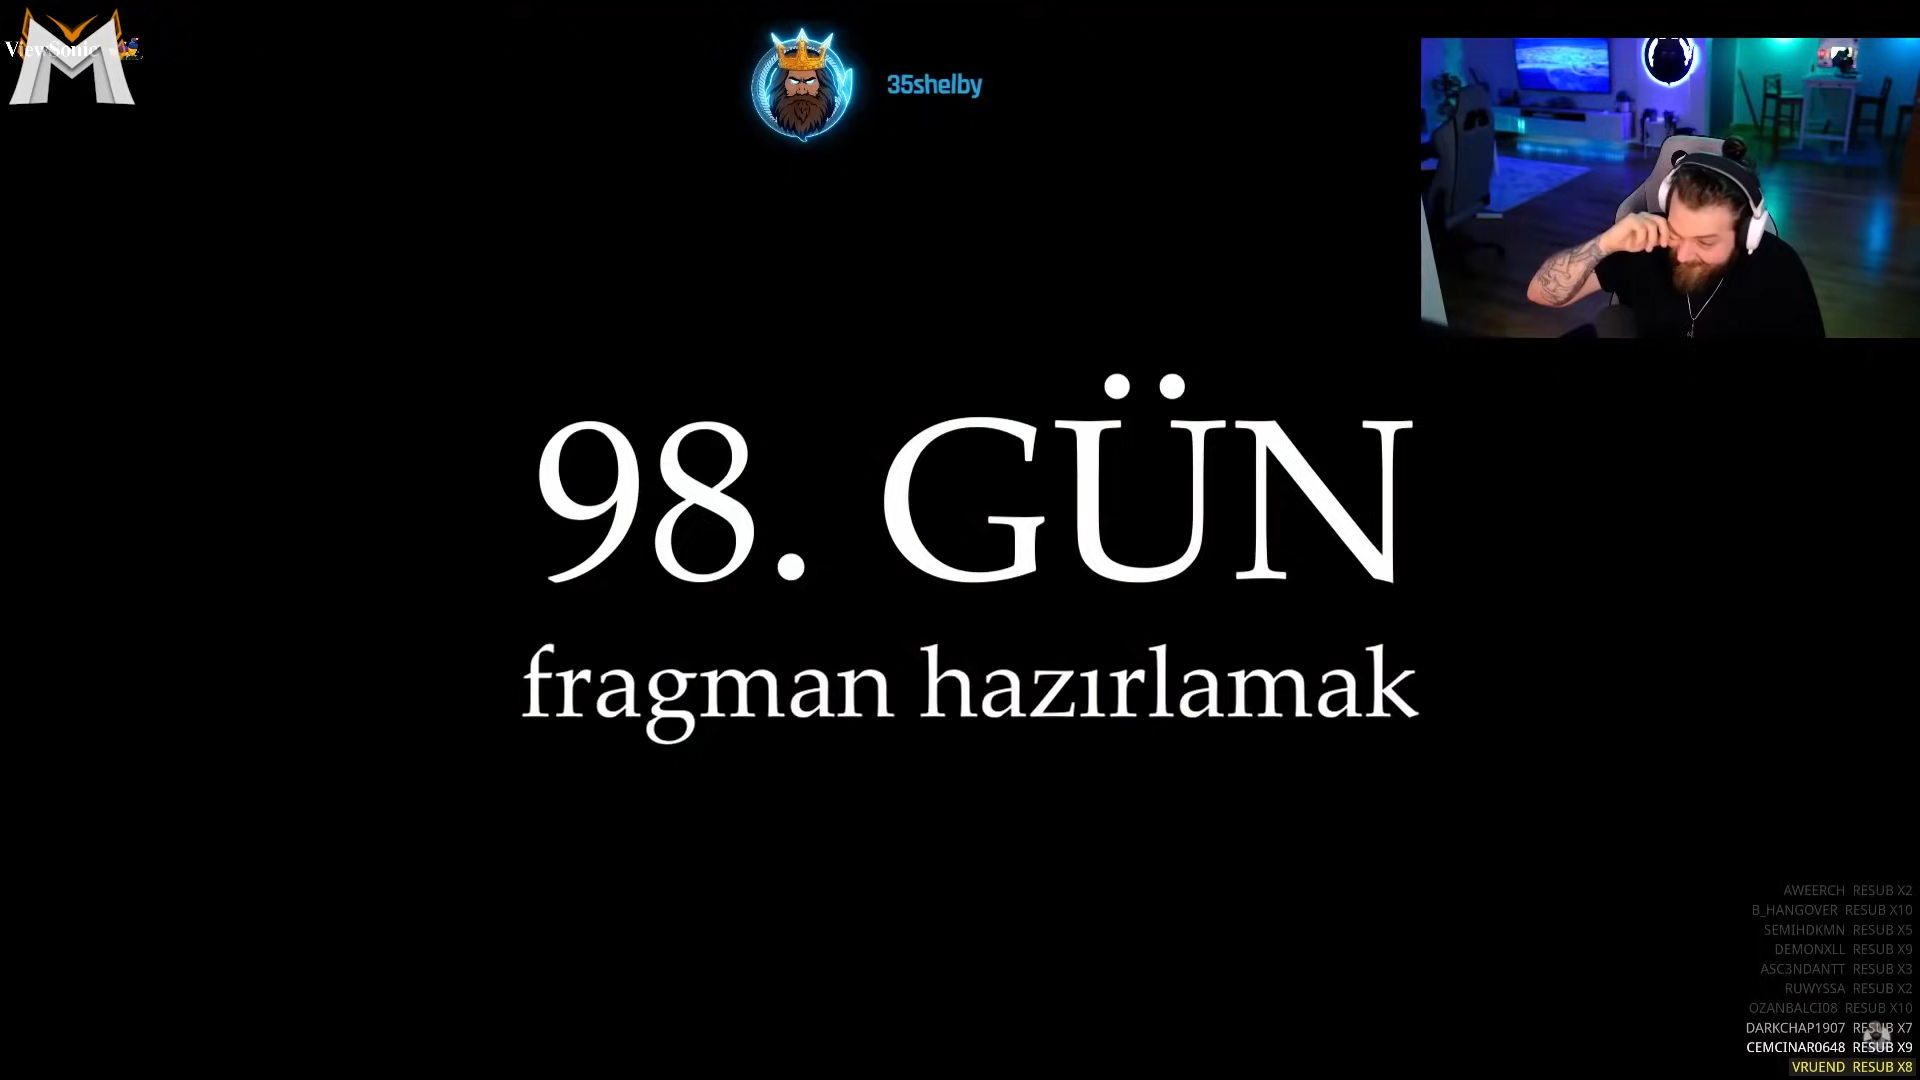 ViewSonic
35shelby
98. GÜN
fragman hazırlamak
AWEERCH RESUB X2
B_HANGOVER RESUB X10
SEMIHDKMN RESUB X5
DEMONXLL RESUB X9
ASC3NDANTT RESUB X3
RUWYSSA RESUB X2
OZANBALCI08 RESUB X10
DARKCHAP1907 RESUB X7
CEMCINAR0648 RESUB X9
VRUEND RESUB X8